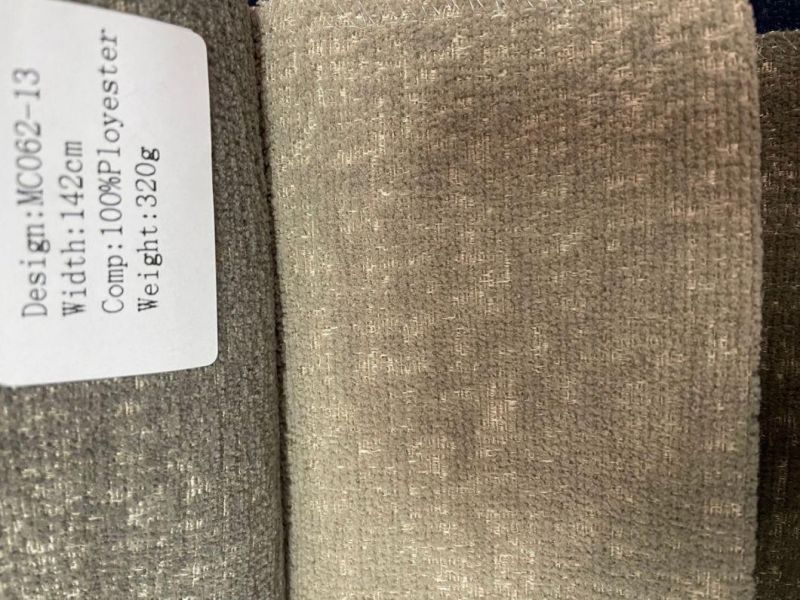 Design:MC062-13
Width:142cm
Comp:100%Ployester
Weight:320g